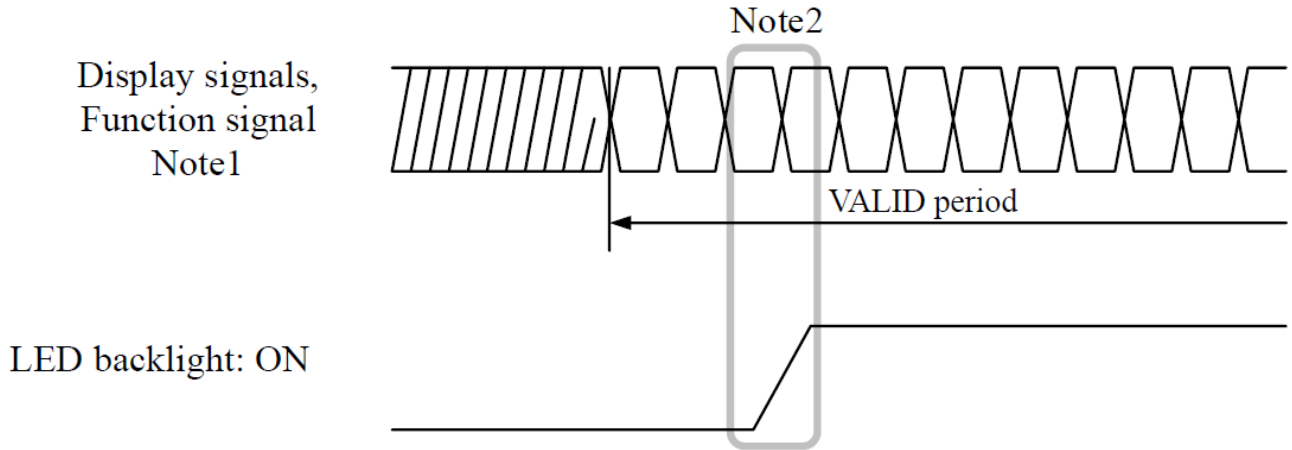 Note2
Display signals,
Function signal
Note1
VALID period
LED backlight: ON